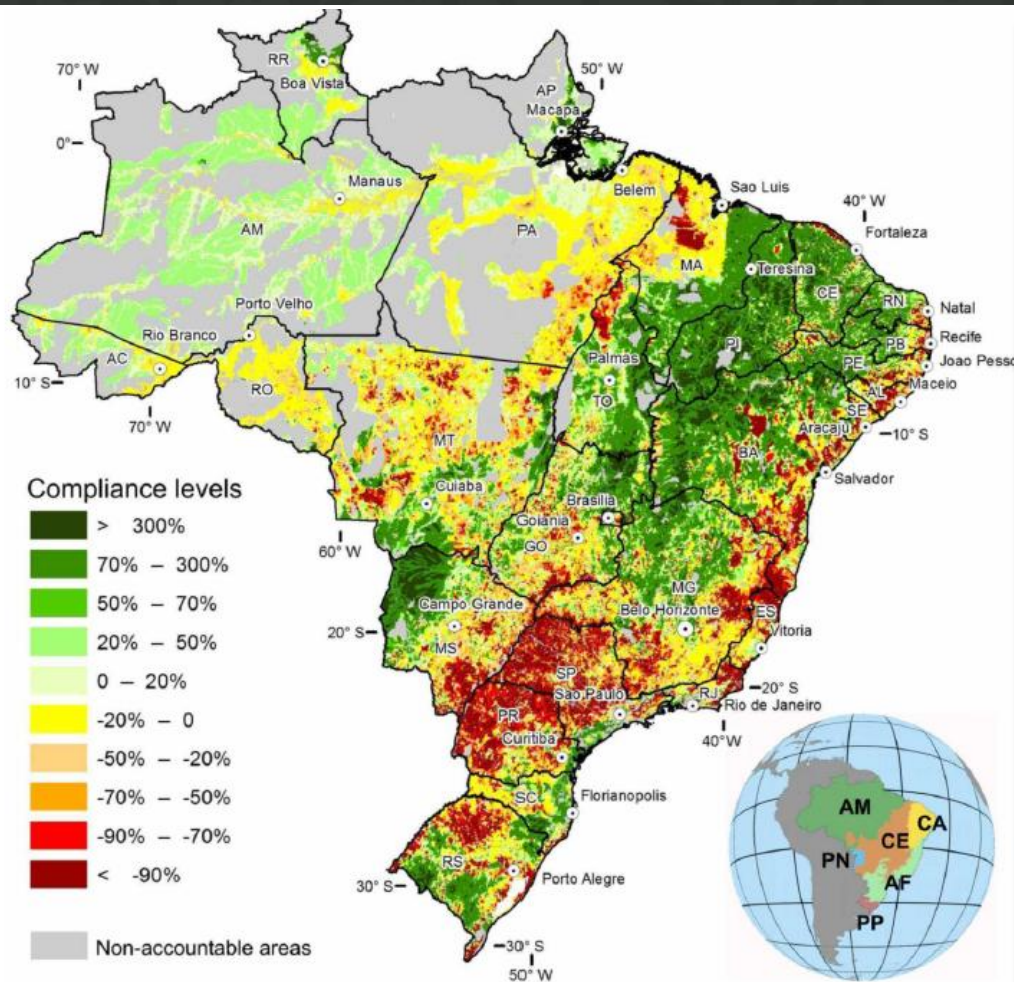 RR
70° W
Boa Vista
50° W
AP
Macapa
0°
Manaus
Belem
Sao Luis
40° W
Fortaleza
AM
PA
MA
Teresina
CE
RN
Natal
Porto Velho
Rio Branco
PI
PB
Recife
AC
Palmas
PE
Joao Pesso
10° S
RO
TO
AL
Maceio
SE
70° W
MT
BA
Aracajú
10° S
Salvador
Compliance levels
Cuiaba
Brasilia
> 300%
Goiania
60° W
GO
70% – 300%
50% – 70%
MG
Campo Grande
Belo Horizonte
ES
20% – 50%
20° S
Vitoria
MS
0 – 20%
SP
20° S
Sao Paulo
RJ
Rio de Janeiro
-20% – 0
PR
40°W
Curitiba
-50% – -20%
SC
Florianopolis
-70% – -50%
AM
CA
CE
-90% – -70%
PN
RS
< -90%
30° S
Porto Alegre
AF
PP
Non-accountable areas
30° S
50° W